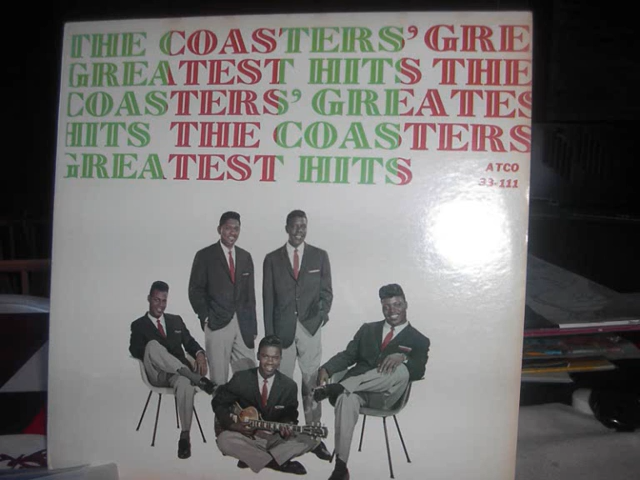 THE COASTERS' GRE
GREATEST HITS THE
COASTERS' GREATES
HITS THE COASTERS
GREATEST HITS
ATCO
33-111